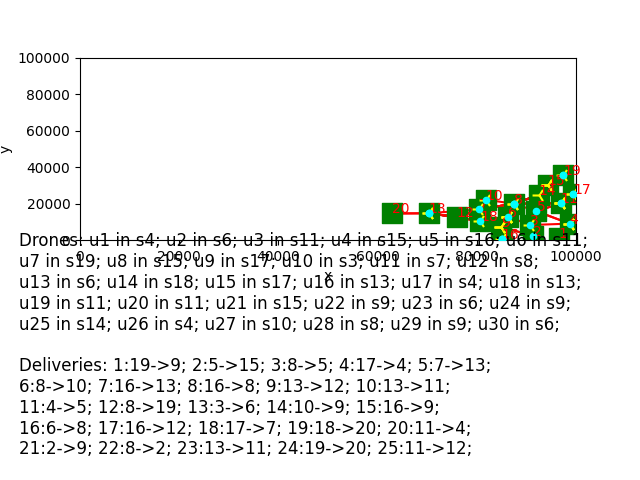 100000
80000
60000
40000
20000
y
20
3
10
19
17
0
20000
40000
60000
80000
100000
x
Drones: u1 in s4; u2 in s6; u3 in s11; u4 in s15; u5 in s16; u6 in s11;
u7 in s19; u8 in s15; u9 in s17; u10 in s3; u11 in s7; u12 in s8;
u13 in s6; u14 in s18; u15 in s17; u16 in s13; u17 in s4; u18 in s13;
u19 in s11; u20 in s11; u21 in s15; u22 in s9; u23 in s6; u24 in s9;
u25 in s14; u26 in s4; u27 in s10; u28 in s8; u29 in s9; u30 in s6;
Deliveries: 1:19->9; 2:5->15; 3:8->5; 4:17->4; 5:7->13;
6:8->10; 7:16->13; 8:16->8; 9:13->12; 10:13->11;
11:4->5; 12:8->19; 13:3->6; 14:10->9; 15:16->9;
16:6->8; 17:16->12; 18:17->7; 19:18->20; 20:11->4;
21:2->9; 22:8->2; 23:13->11; 24:19->20; 25:11->12;